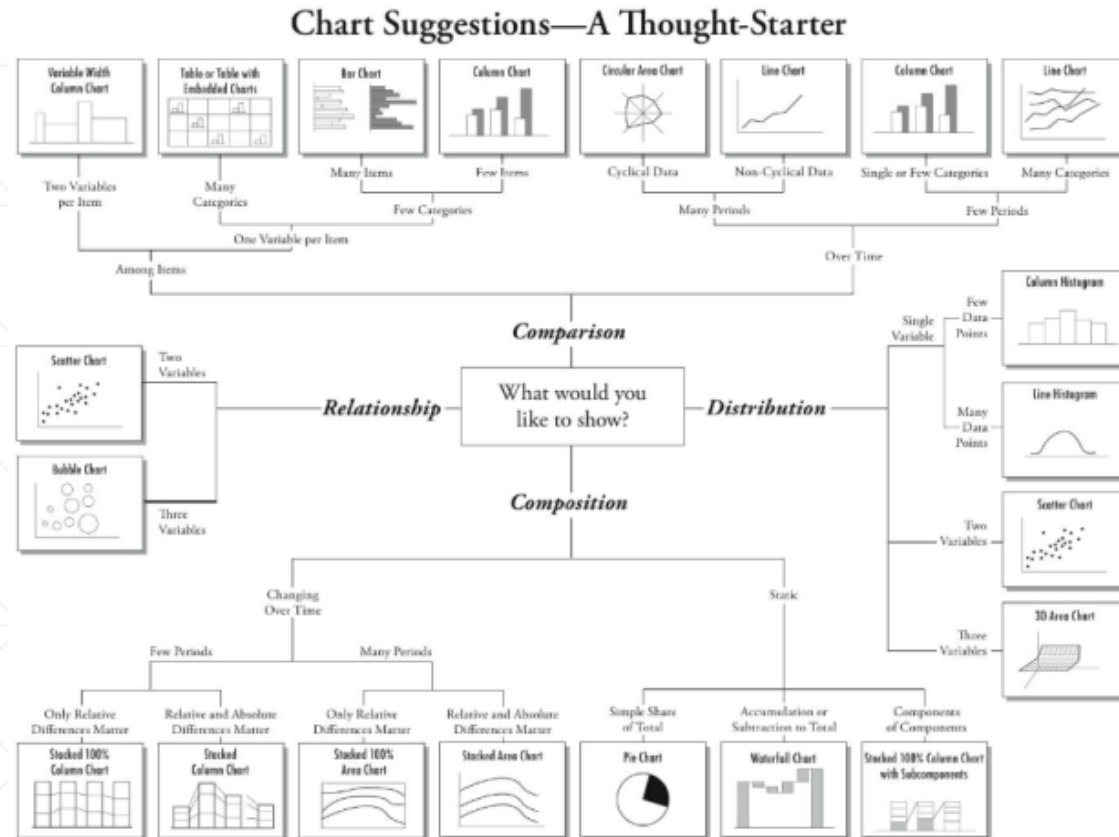 Chart Suggestions—A Thought-Starter
Variable Width
Column Chart
Table or Table with
Embedded Charts
Bar Chart
Column Chart
Circular Area Chart
Line Chart
Column Chart
Line Chart
Two Variables
per Item
Many
Categories
Many Items
Few Items
Cyclical Data
Non-Cyclical Data
Single or Few Categories
Many Categories
Few Categories
Many Periods
Few Periods
One Variable per Item
Over Time
Among Items
Comparison
What would you
like to show?
Relationship
Two
Variables
Scatter Chart
Three
Variables
Bubble Chart
Distribution
Single
Variable
Few
Data
Points
Column Histogram
Many
Data
Points
Line Histogram
Two
Variables
Scatter Chart
Three
Variables
3D Area Chart
Composition
Changing
Over Time
Static
Few Periods
Many Periods
Only Relative
Differences Matter
Relative and Absolute
Differences Matter
Only Relative
Differences Matter
Relative and Absolute
Differences Matter
Simple Share
of Total
Accumulation or
Subtraction to Total
Components
of Components
Stacked 100%
Column Chart
Stacked
Column Chart
Stacked 100%
Area Chart
Stacked Area Chart
Pie Chart
Waterfall Chart
Stacked 100% Column Chart
with Subcomponents